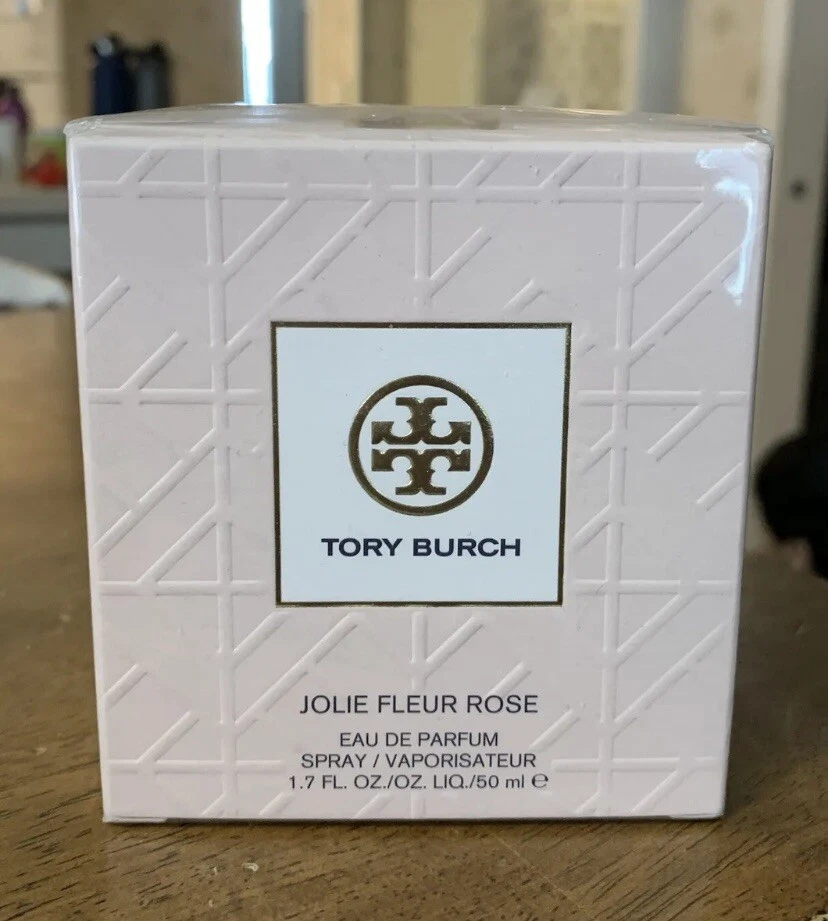 TORY BURCH
JOLIE FLEUR ROSE
EAU DE PARFUM
SPRAY / VAPORISATEUR
1.7 FL. OZ./OZ. LIQ./50 ml ℮